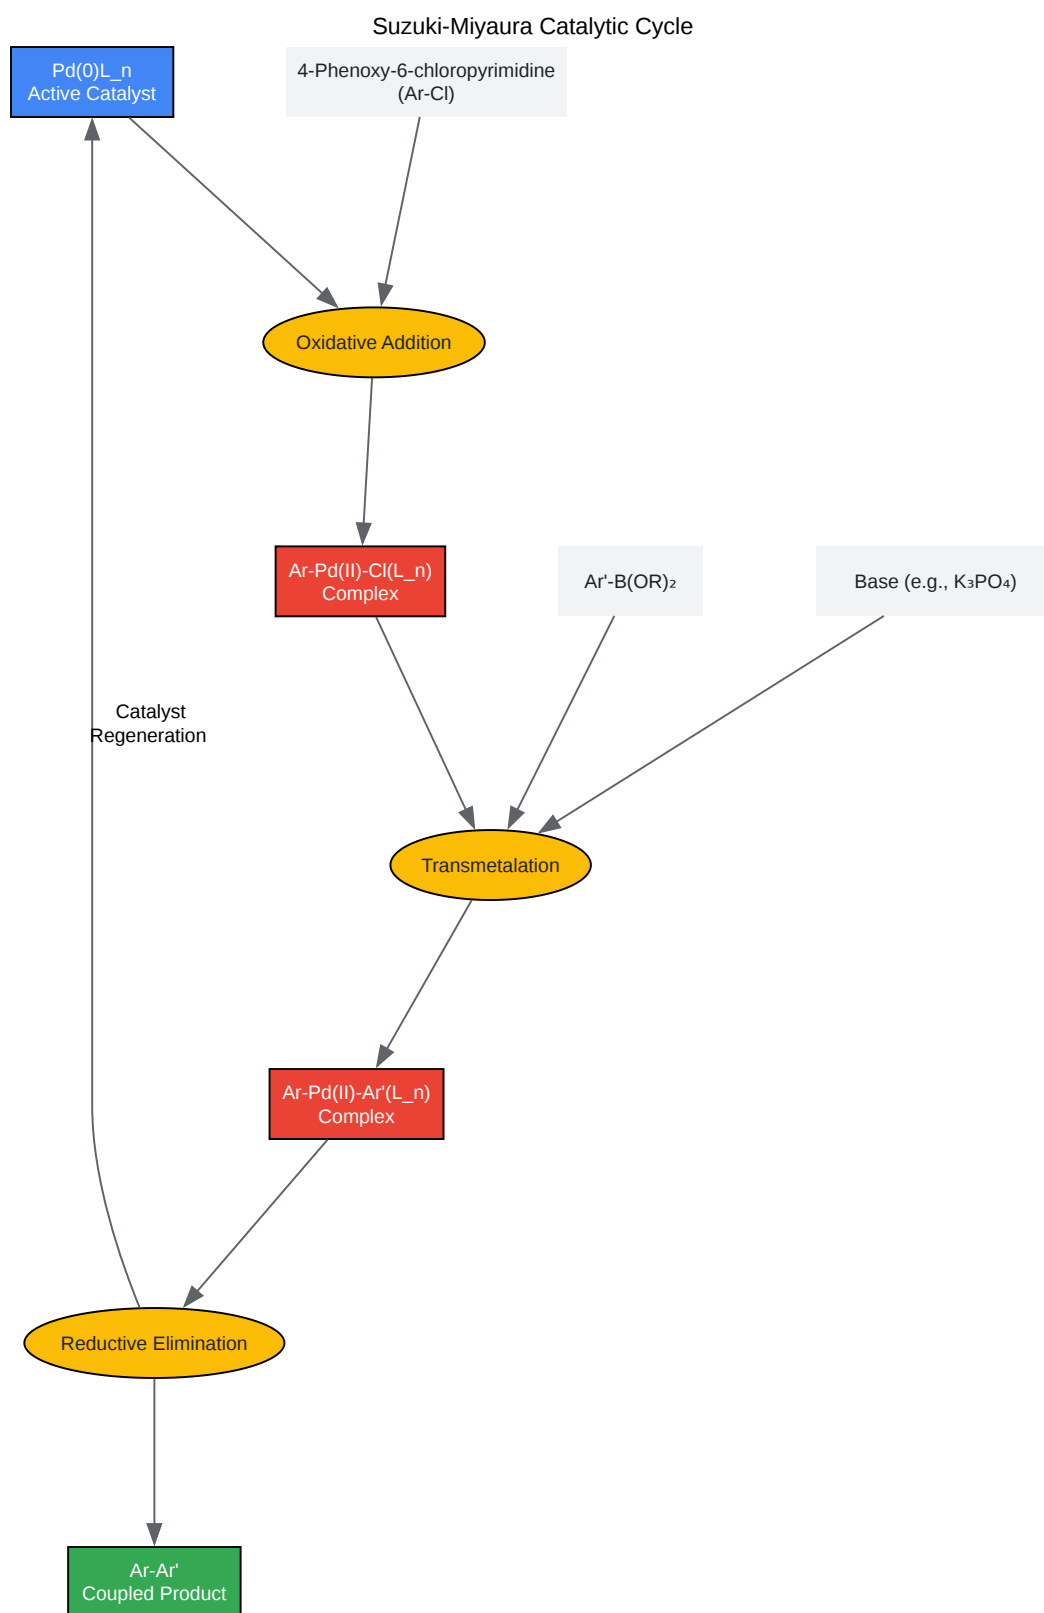 Suzuki-Miyaura Catalytic Cycle
Pd(0)L_n
Active Catalyst
4-Phenoxy-6-chloropyrimidine
(Ar-Cl)
Oxidative Addition
Ar-Pd(II)-Cl(L_n)
Complex
Ar'-B(OR)₂
Base (e.g., K₃PO₄)
Catalyst
Regeneration
Transmetalation
Ar-Pd(II)-Ar'(L_n)
Complex
Reductive Elimination
Ar-Ar'
Coupled Product